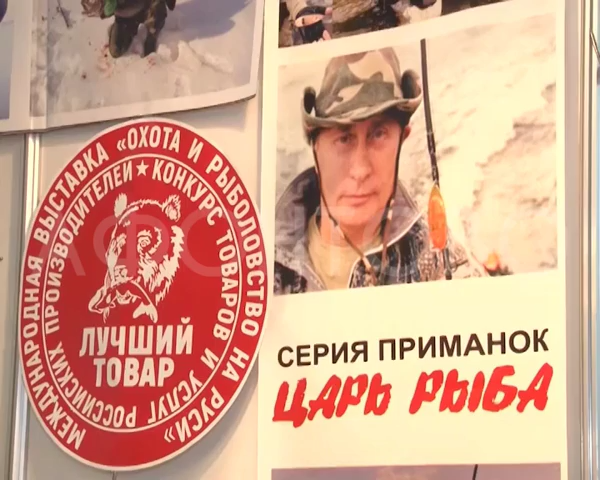 МЕЖДУНАРОДНАЯ ВЫСТАВКА «ОХОТА И РЫБОЛОВСТВО НА РУСИ»
★ КОНКУРС ТОВАРОВ И УСЛУГ РОССИЙСКИХ ПРОИЗВОДИТЕЛЕЙ
ЛУЧШИЙ
ТОВАР
СЕРИЯ ПРИМАНОК
ЦАРЬ РЫБА